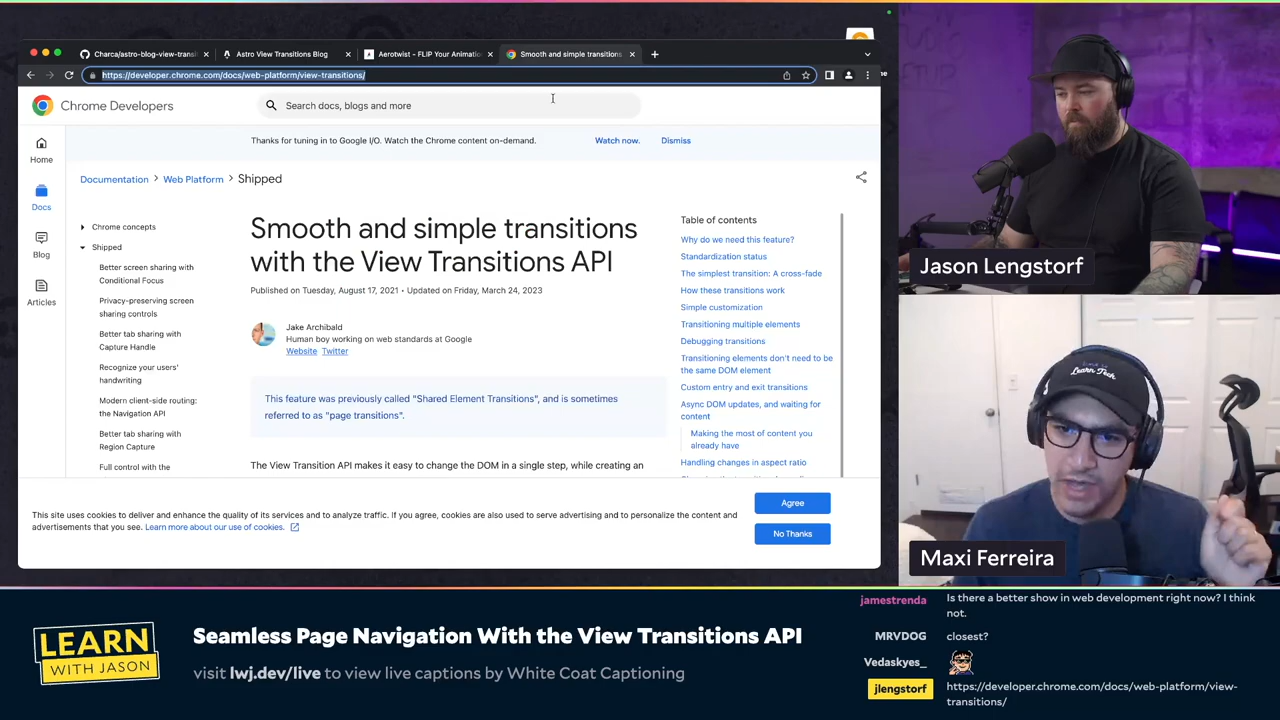 Charca/astro-blog-view-transi
Astro View Transitions Blog
Aerotwist - FLIP Your Animatio
Smooth and simple transitions
https://developer.chrome.com/docs/web-platform/view-transitions/
Chrome Developers
Search docs, blogs and more
Thanks for tuning in to Google I/O. Watch the Chrome content on-demand.
Watch now.
Dismiss
Home
Docs
Blog
Articles
Documentation > Web Platform > Shipped
Chrome concepts
Shipped
Better screen sharing with
Conditional Focus
Privacy-preserving screen
sharing controls
Better tab sharing with
Capture Handle
Recognize your users'
handwriting
Modern client-side routing:
the Navigation API
Better tab sharing with
Region Capture
Full control with the
Smooth and simple transitions
with the View Transitions API
Published on Tuesday, August 17, 2021 • Updated on Friday, March 24, 2023
Jake Archibald
Human boy working on web standards at Google
Website Twitter
This feature was previously called "Shared Element Transitions", and is sometimes
referred to as "page transitions".
The View Transition API makes it easy to change the DOM in a single step, while creating an
Table of contents
Why do we need this feature?
Standardization status
The simplest transition: A cross-fade
How these transitions work
Simple customization
Transitioning multiple elements
Debugging transitions
Transitioning elements don't need to be
the same DOM element
Custom entry and exit transitions
Async DOM updates, and waiting for
content
Making the most of content you
already have
Handling changes in aspect ratio
This site uses cookies to deliver and enhance the quality of its services and to analyze traffic. If you agree, cookies are also used to serve advertising and to personalize the content and
advertisements that you see. Learn more about our use of cookies.
Agree
No Thanks
Jason Lengstorf
Learn Tech
Maxi Ferreira
LEARN
WITH JASON
Seamless Page Navigation With the View Transitions API
visit lwj.dev/live to view live captions by White Coat Captioning
jamestrenda Is there a better show in web development right now? I think
not.
MRVDOG closest?
Vedaskyes_
jlengstorf https://developer.chrome.com/docs/web-platform/view-
transitions/